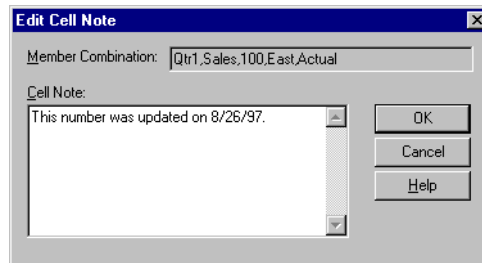 Edit Cell Note
Member Combination: Qtr1,Sales,100,East,Actual
Cell Note:
This number was updated on 8/26/97.
OK
Cancel
Help